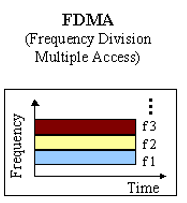 FDMA
(Frequency Division
Multiple Access)
Frequency
f3
f2
f1
Time